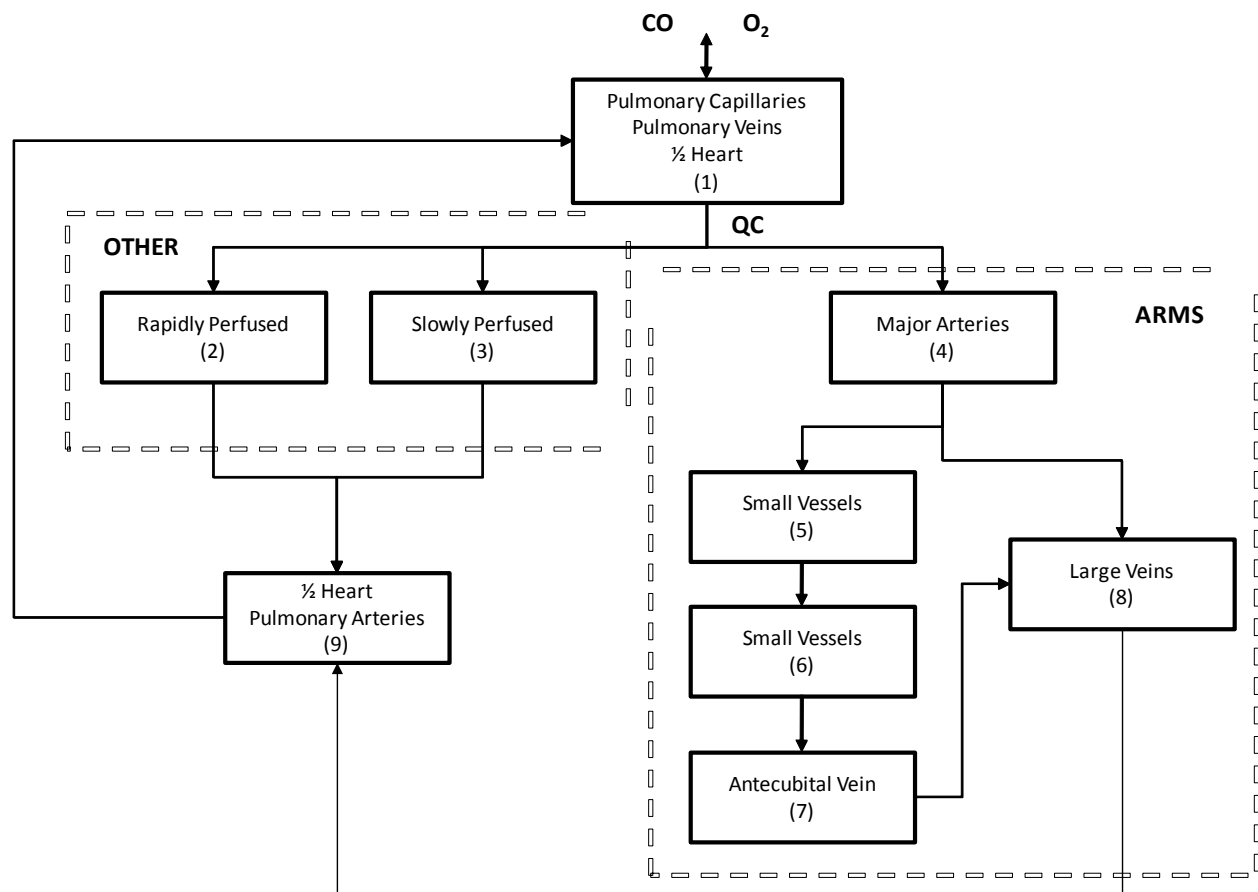 CO O₂
Pulmonary Capillaries
Pulmonary Veins
½ Heart
(1)
QC
OTHER
Rapidly Perfused
(2)
Slowly Perfused
(3)
Major Arteries
(4)
ARMS
Small Vessels
(5)
Large Veins
(8)
½ Heart
Pulmonary Arteries
(9)
Small Vessels
(6)
Antecubital Vein
(7)